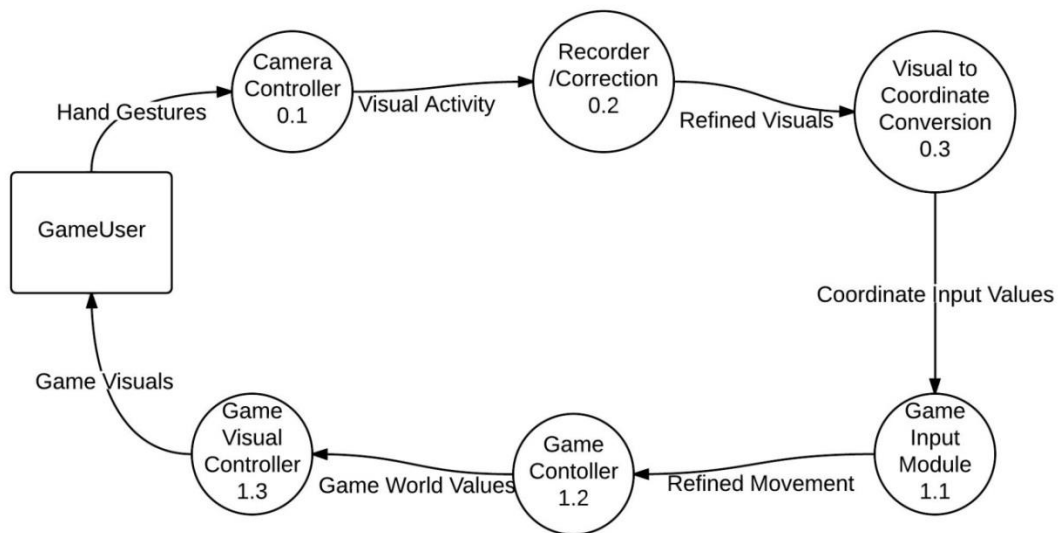 Camera
Controller
0.1
Recorder
/Correction
0.2
Visual to
Coordinate
Conversion
0.3
Hand Gestures
Visual Activity
Refined Visuals
GameUser
Coordinate Input Values
Game Visuals
Game
Visual
Controller
1.3
Game World Values
Game
Contoller
1.2
Refined Movement
Game
Input
Module
1.1